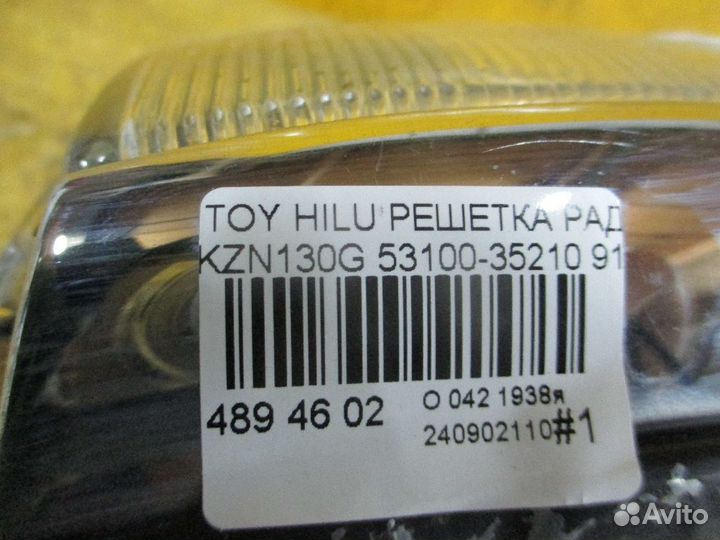 TOY HILU РЕШЕТКА РАД
KZN130G 53100-35210 91
489 46 02
O 042 1938я
240902110#1
Avito